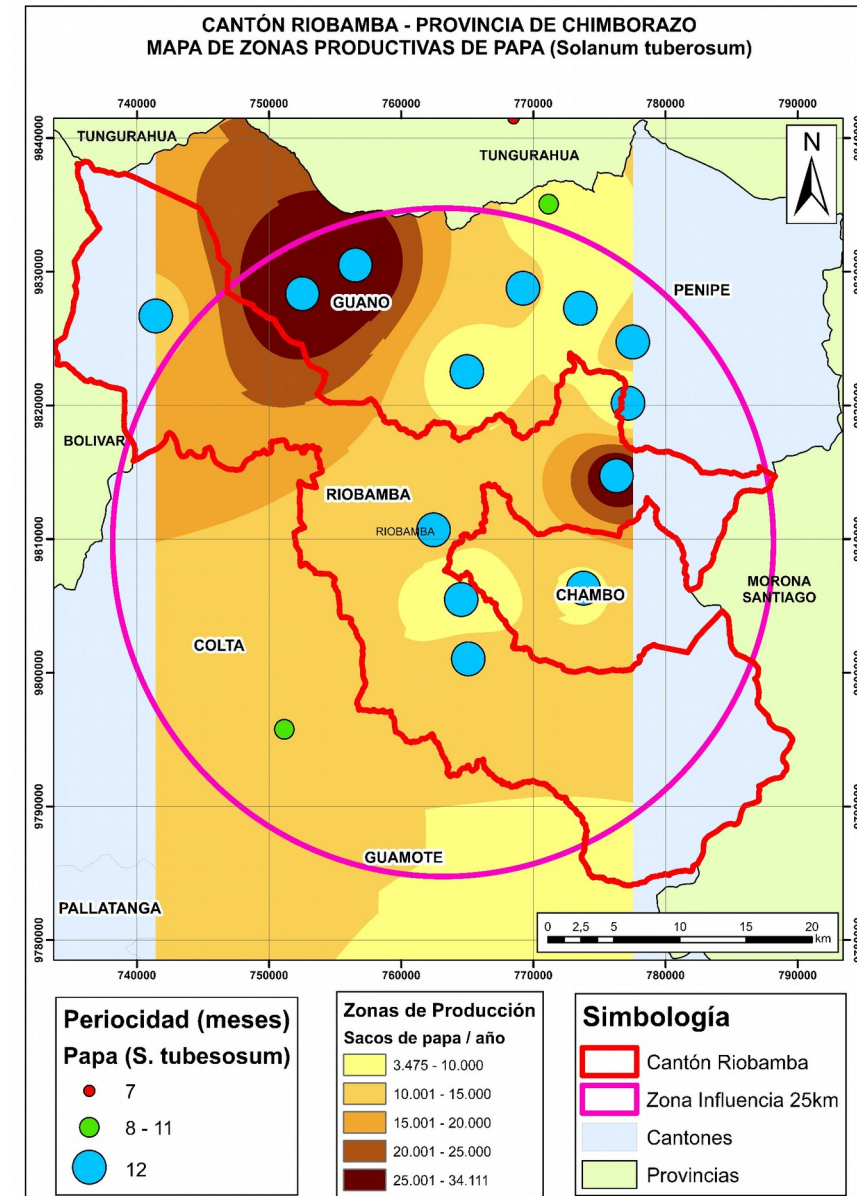 CANTÓN RIOBAMBA - PROVINCIA DE CHIMBORAZO
MAPA DE ZONAS PRODUCTIVAS DE PAPA (Solanum tuberosum)
740000 750000 760000 770000 780000 790000
TUNGURAHUA
TUNGURAHUA
N
9840000
9830000
9820000
9810000
9800000
9790000
9780000
PENIPE
GUANO
BOLIVAR
RIOBAMBA
RIOBAMBA
CHAMBO
MORONA
SANTIAGO
COLTA
GUAMOTE
PALLATANGA
0 2,5 5 10 15 20
km
740000 750000 760000 770000 780000 790000
Periocidad (meses)
Papa (S. tubesosum)
7
8 - 11
12
Zonas de Producción
Sacos de papa / año
3.475 - 10.000
10.001 - 15.000
15.001 - 20.000
20.001 - 25.000
25.001 - 34.111
Simbología
Cantón Riobamba
Zona Influencia 25km
Cantones
Provincias